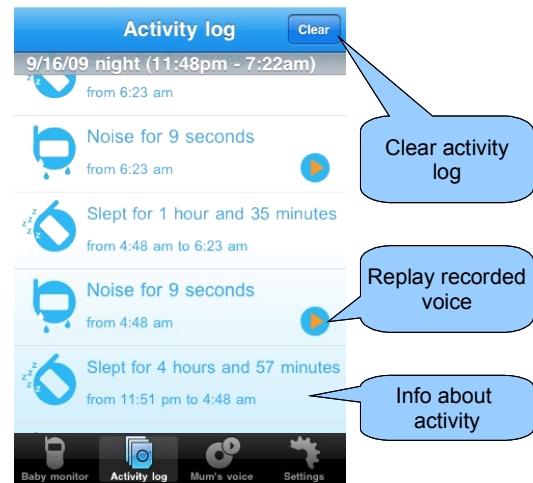 Activity log
Clear
9/16/09 night (11:48pm - 7:22am)
from 6:23 am
Noise for 9 seconds
from 6:23 am
Clear activity
log
z z z z
Slept for 1 hour and 35 minutes
from 4:48 am to 6:23 am
Noise for 9 seconds
from 4:48 am
Replay recorded
voice
z z z z
Slept for 4 hours and 57 minutes
from 11:51 pm to 4:48 am
Info about
activity
Baby monitor
Activity log
Mum's voice
Settings